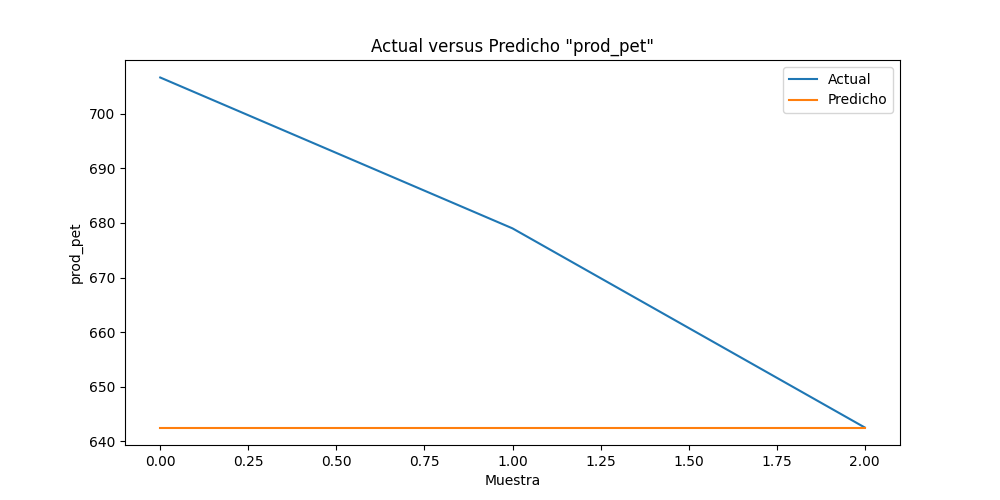 Actual versus Predicho "prod_pet"
Actual
Predicho
prod_pet
700
690
680
670
660
650
640
0.00 0.25 0.50 0.75 1.00 1.25 1.50 1.75 2.00
Muestra